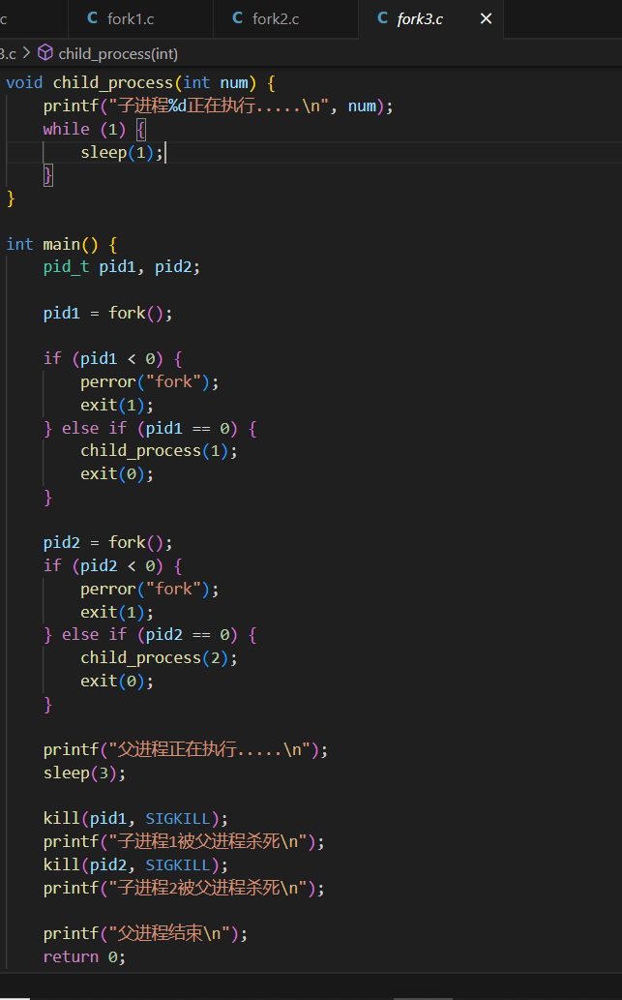 c fork1.c fork2.c fork3.c
3.c > child_process(int)
void child_process(int num) {
    printf("子进程%d正在执行.....\n", num);
    while (1) {
        sleep(1);
    }
}

int main() {
    pid_t pid1, pid2;

    pid1 = fork();

    if (pid1 < 0) {
        perror("fork");
        exit(1);
    } else if (pid1 == 0) {
        child_process(1);
        exit(0);
    }

    pid2 = fork();
    if (pid2 < 0) {
        perror("fork");
        exit(1);
    } else if (pid2 == 0) {
        child_process(2);
        exit(0);
    }

    printf("父进程正在执行.....\n");
    sleep(3);

    kill(pid1, SIGKILL);
    printf("子进程1被父进程杀死\n");
    kill(pid2, SIGKILL);
    printf("子进程2被父进程杀死\n");

    printf("父进程结束\n");
    return 0;